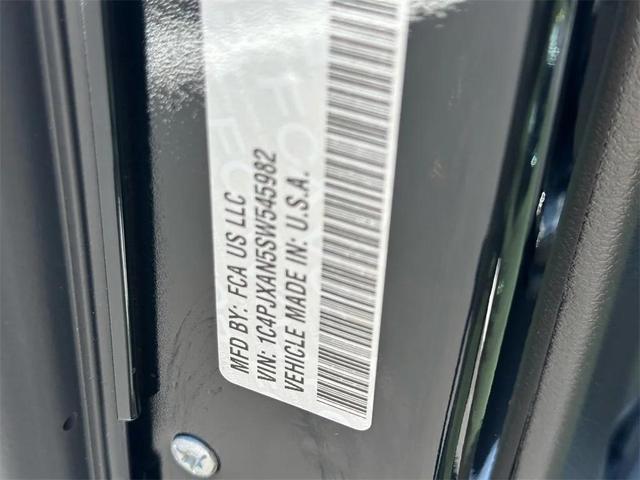 MFD BY: FCA US LLC
VIN: 1C4PJXAN5SW545982
VEHICLE MADE IN: U.S.A.